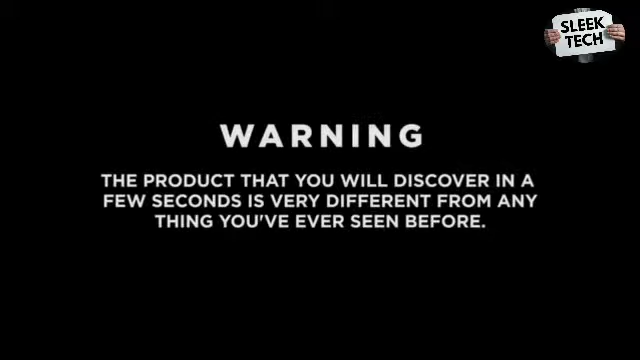 SLEEK
TECH
WARNING
THE PRODUCT THAT YOU WILL DISCOVER IN A
FEW SECONDS IS VERY DIFFERENT FROM ANY
THING YOU'VE EVER SEEN BEFORE.